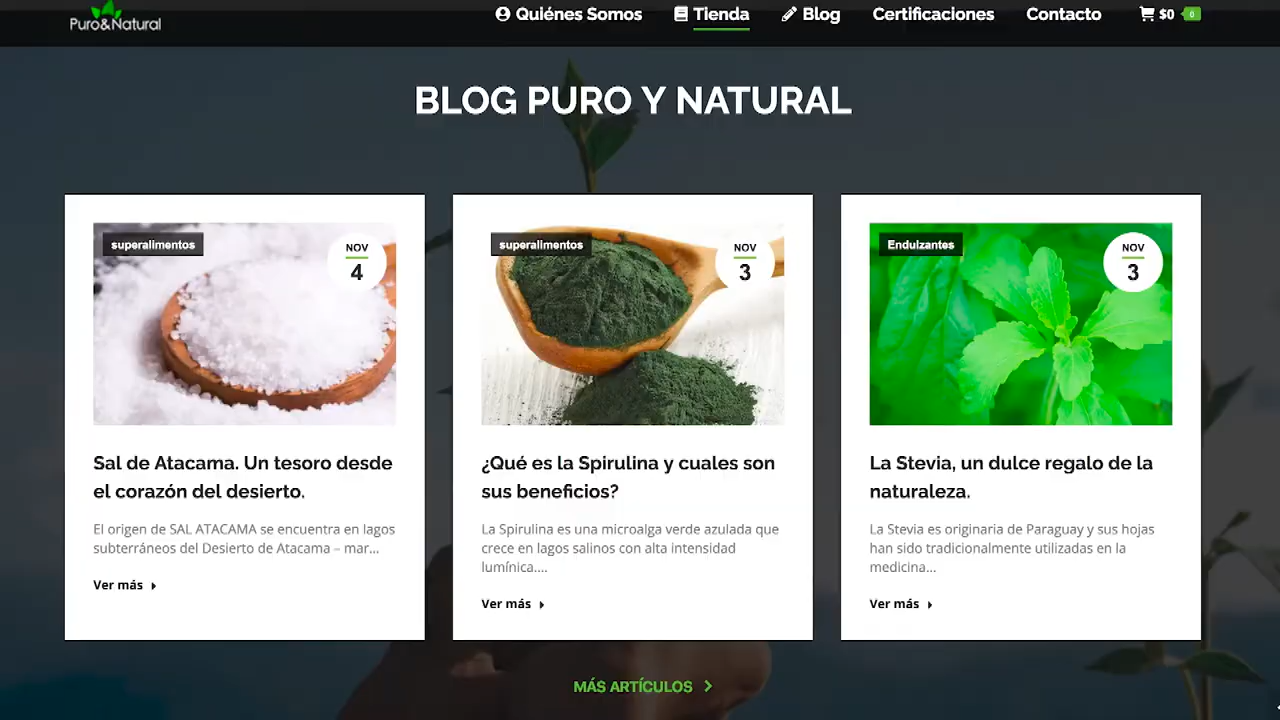 Puro&Natural
Quiénes Somos
Tienda
Blog
Certificaciones
Contacto
$0
0
BLOG PURO Y NATURAL
superalimentos
NOV
4
Sal de Atacama. Un tesoro desde
el corazón del desierto.
El origen de SAL ATACAMA se encuentra en lagos
subterráneos del Desierto de Atacama – mar...
Ver más
superalimentos
NOV
3
¿Qué es la Spirulina y cuales son
sus beneficios?
La Spirulina es una microalga verde azulada que
crece en lagos salinos con alta intensidad
lumínica....
Ver más
Endulzantes
NOV
3
La Stevia, un dulce regalo de la
naturaleza.
La Stevia es originaria de Paraguay y sus hojas
han sido tradicionalmente utilizadas en la
medicina...
Ver más
MÁS ARTÍCULOS